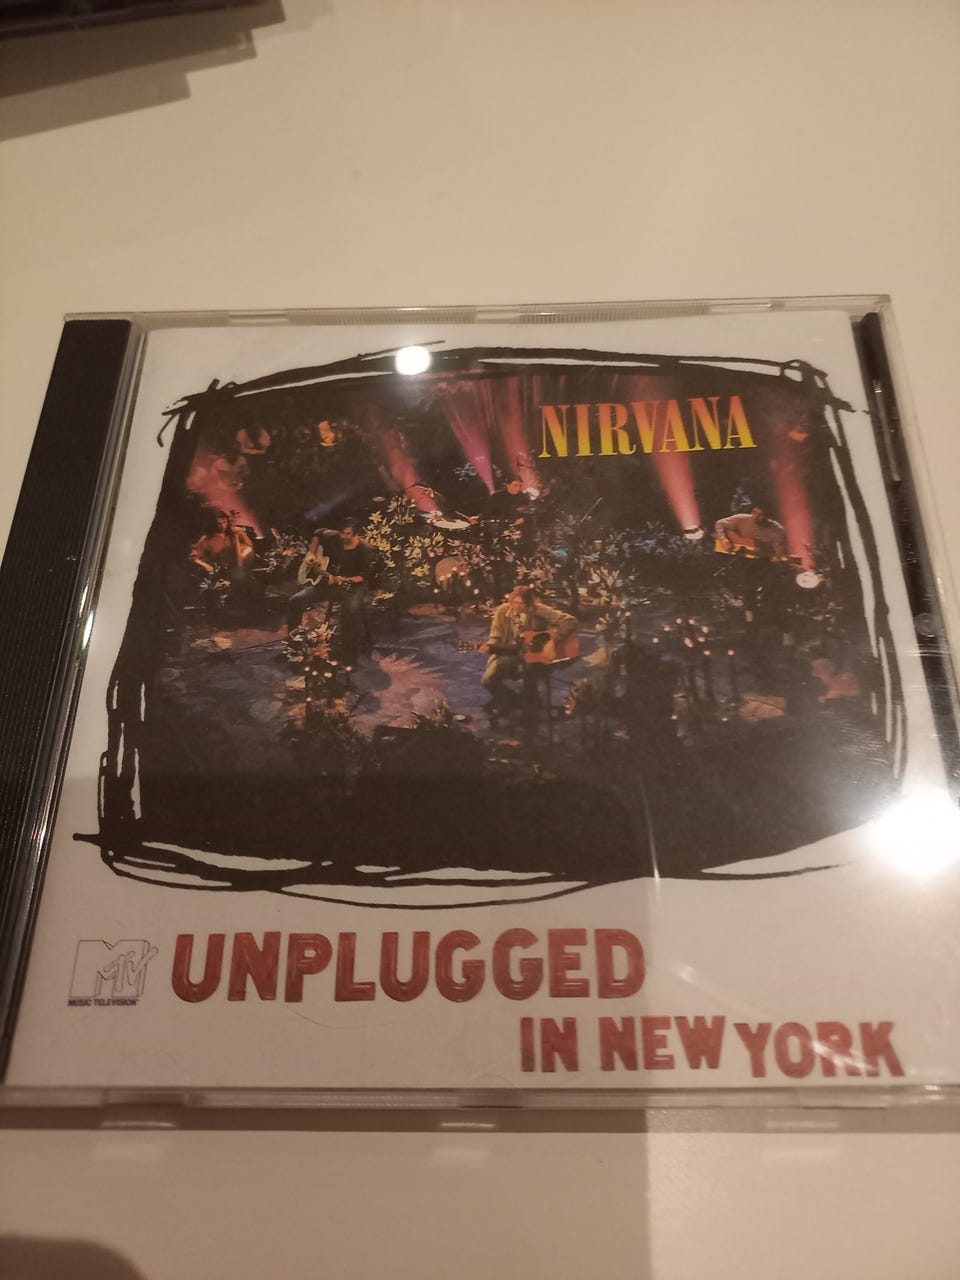 NIRVANA
MTV
MUSIC TELEVISION®
UNPLUGGED
IN NEW YORK